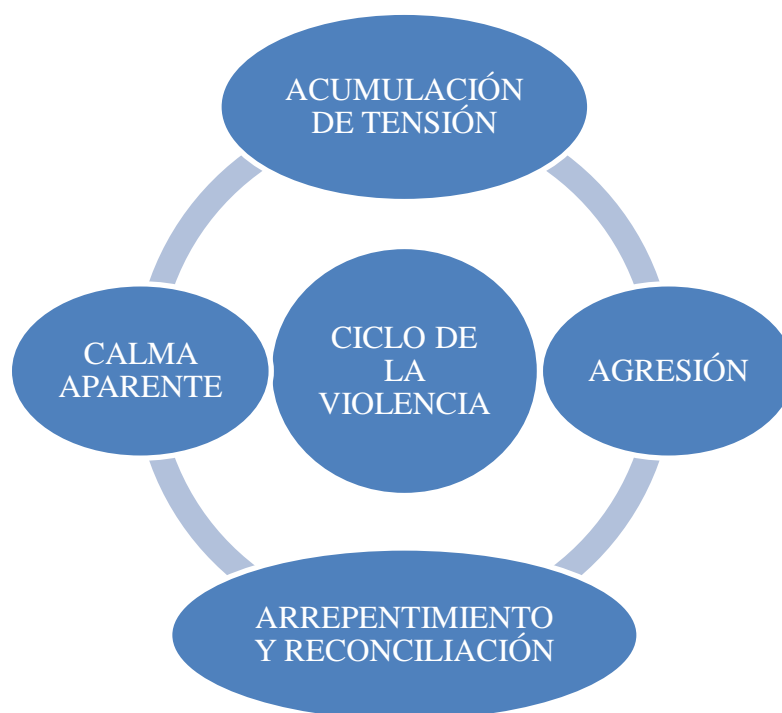 ACUMULACIÓN
DE TENSIÓN
CALMA
APARENTE
CICLO DE
LA
VIOLENCIA
AGRESIÓN
ARREPENTIMIENTO
Y RECONCILIACIÓN